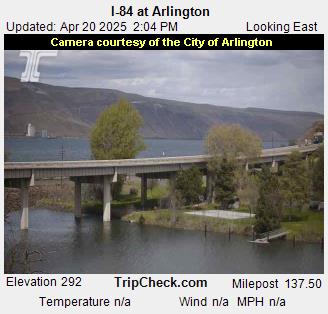 I-84 at Arlington
Updated: Apr 20 2025 2:04 PM Looking East
Camera courtesy of the City of Arlington
Elevation 292 TripCheck.com Milepost 137.50
Temperature n/a Wind n/a MPH n/a